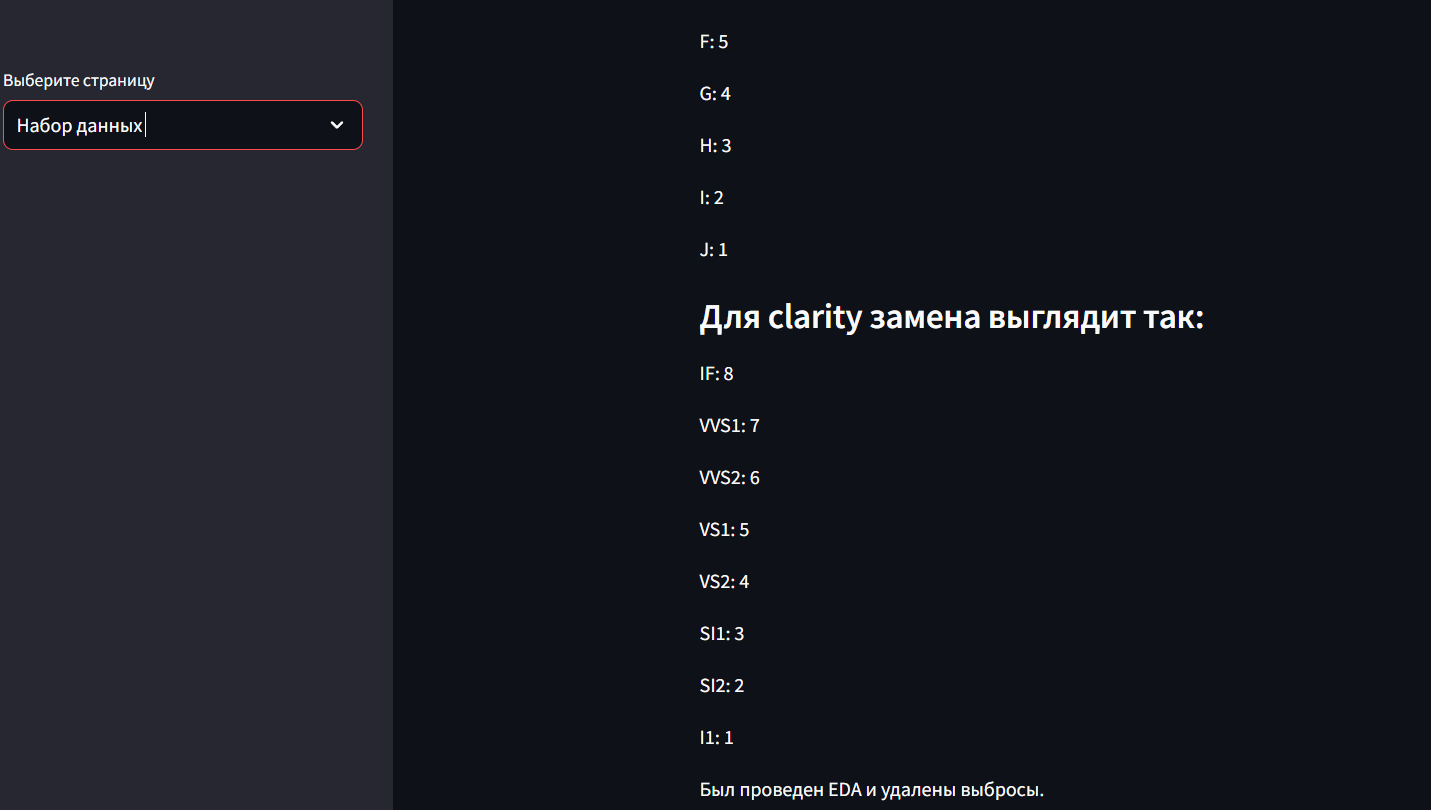 Выберите страницу
Набор данных
F: 5
G: 4
H: 3
I: 2
J: 1
Для clarity замена выглядит так:
IF: 8
VVS1: 7
VVS2: 6
VS1: 5
VS2: 4
SI1: 3
SI2: 2
I1: 1
Был проведен EDA и удалены выбросы.